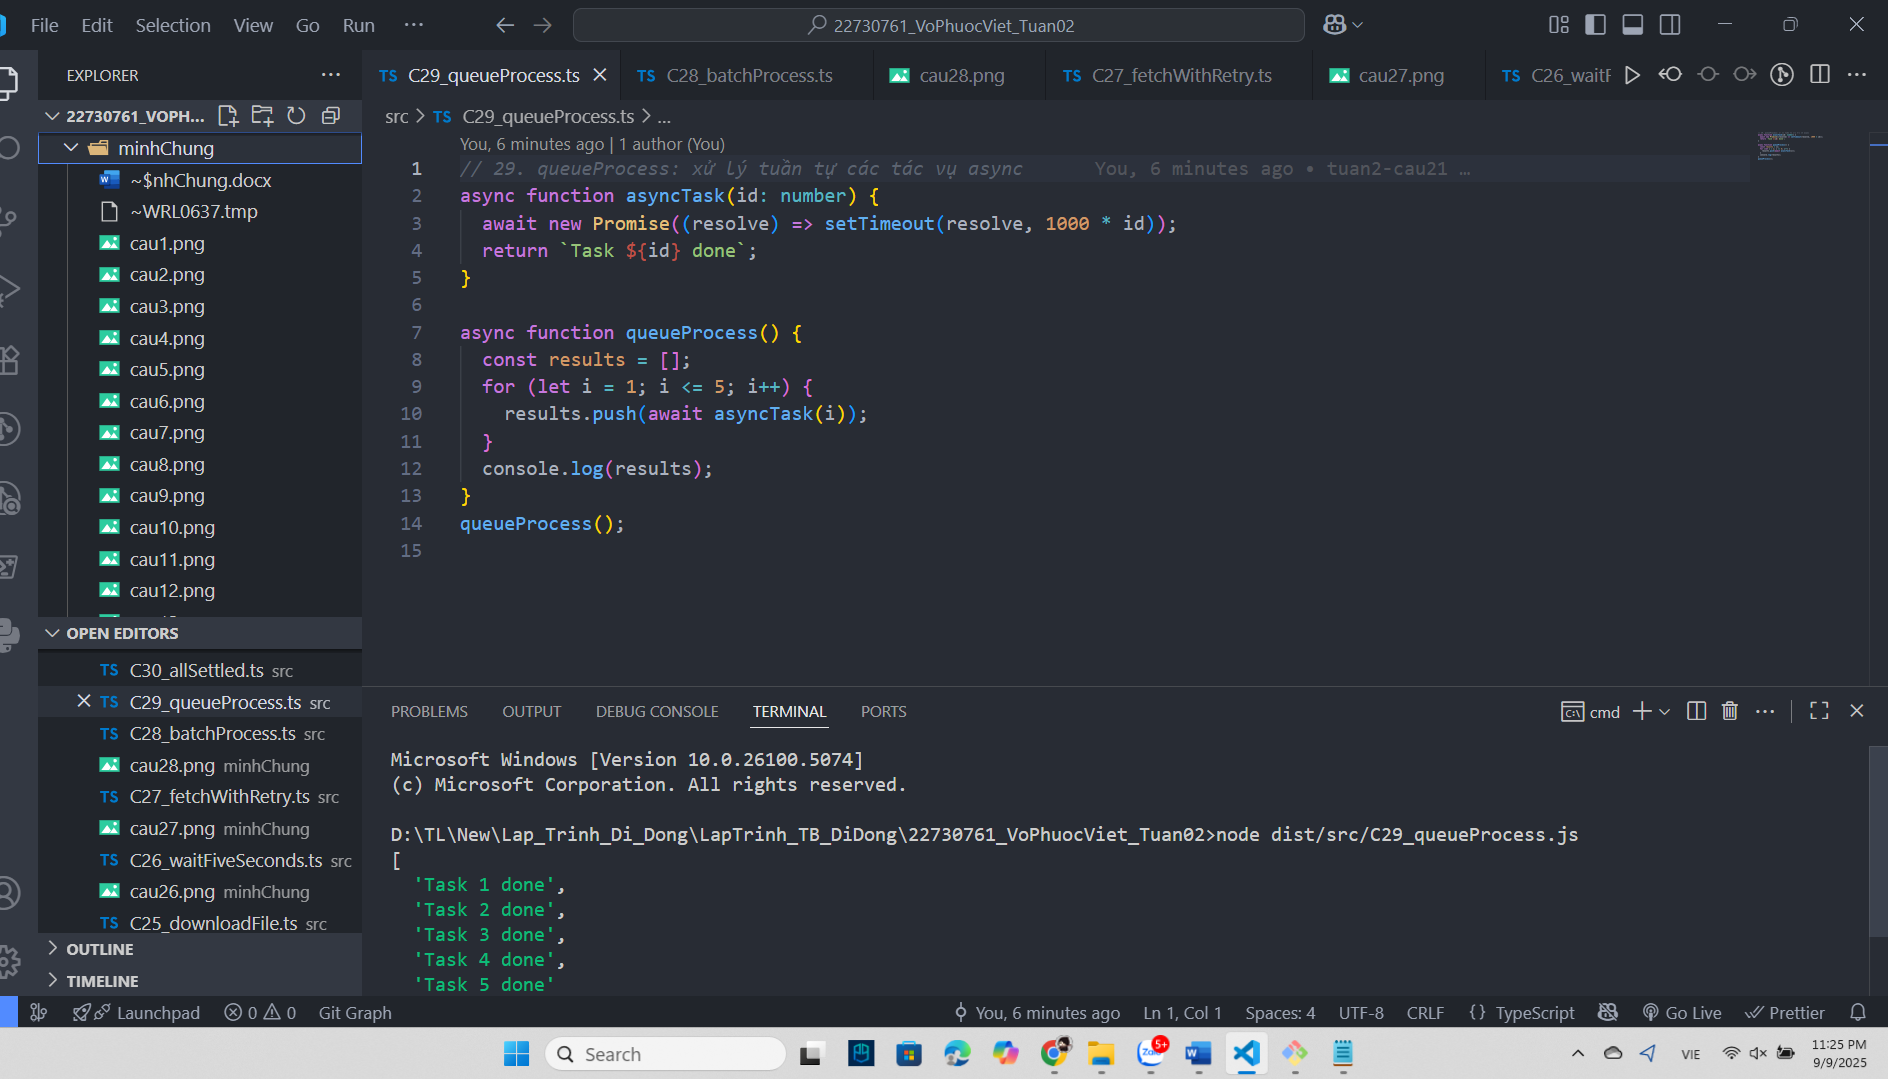 File Edit Selection View Go Run ··· 22730761_VoPhuocViet_Tuan02
EXPLORER
22730761_VOPH...
minhChung
~$nhChung.docx
~WRL0637.tmp
cau1.png
cau2.png
cau3.png
cau4.png
cau5.png
cau6.png
cau7.png
cau8.png
cau9.png
cau10.png
cau11.png
cau12.png
OPEN EDITORS
TS C30_allSettled.ts src
TS C29_queueProcess.ts src
TS C28_batchProcess.ts src
cau28.png minhChung
TS C27_fetchWithRetry.ts src
cau27.png minhChung
TS C26_waitFiveSeconds.ts src
cau26.png minhChung
TS C25_downloadFile.ts src
OUTLINE
TIMELINE
TS C29_queueProcess.ts TS C28_batchProcess.ts cau28.png TS C27_fetchWithRetry.ts cau27.png TS C26_waitF
src > TS C29_queueProcess.ts > ...
You, 6 minutes ago | 1 author (You)
1 // 29. queueProcess: xử lý tuần tự các tác vụ async You, 6 minutes ago • tuan2-cau21 …
2 async function asyncTask(id: number) {
3 await new Promise((resolve) => setTimeout(resolve, 1000 * id));
4 return `Task ${id} done`;
5 }
6
7 async function queueProcess() {
8 const results = [];
9 for (let i = 1; i <= 5; i++) {
10 results.push(await asyncTask(i));
11 }
12 console.log(results);
13 }
14 queueProcess();
15
PROBLEMS OUTPUT DEBUG CONSOLE TERMINAL PORTS cmd
Microsoft Windows [Version 10.0.26100.5074]
(c) Microsoft Corporation. All rights reserved.
D:\TL\New\Lap_Trinh_Di_Dong\LapTrinh_TB_DiDong\22730761_VoPhuocViet_Tuan02>node dist/src/C29_queueProcess.js
[
'Task 1 done',
'Task 2 done',
'Task 3 done',
'Task 4 done',
'Task 5 done'
Launchpad 0 0 Git Graph You, 6 minutes ago Ln 1, Col 1 Spaces: 4 UTF-8 CRLF {} TypeScript Go Live Prettier
Search Zalo 5+ VIE 11:25 PM
9/9/2025